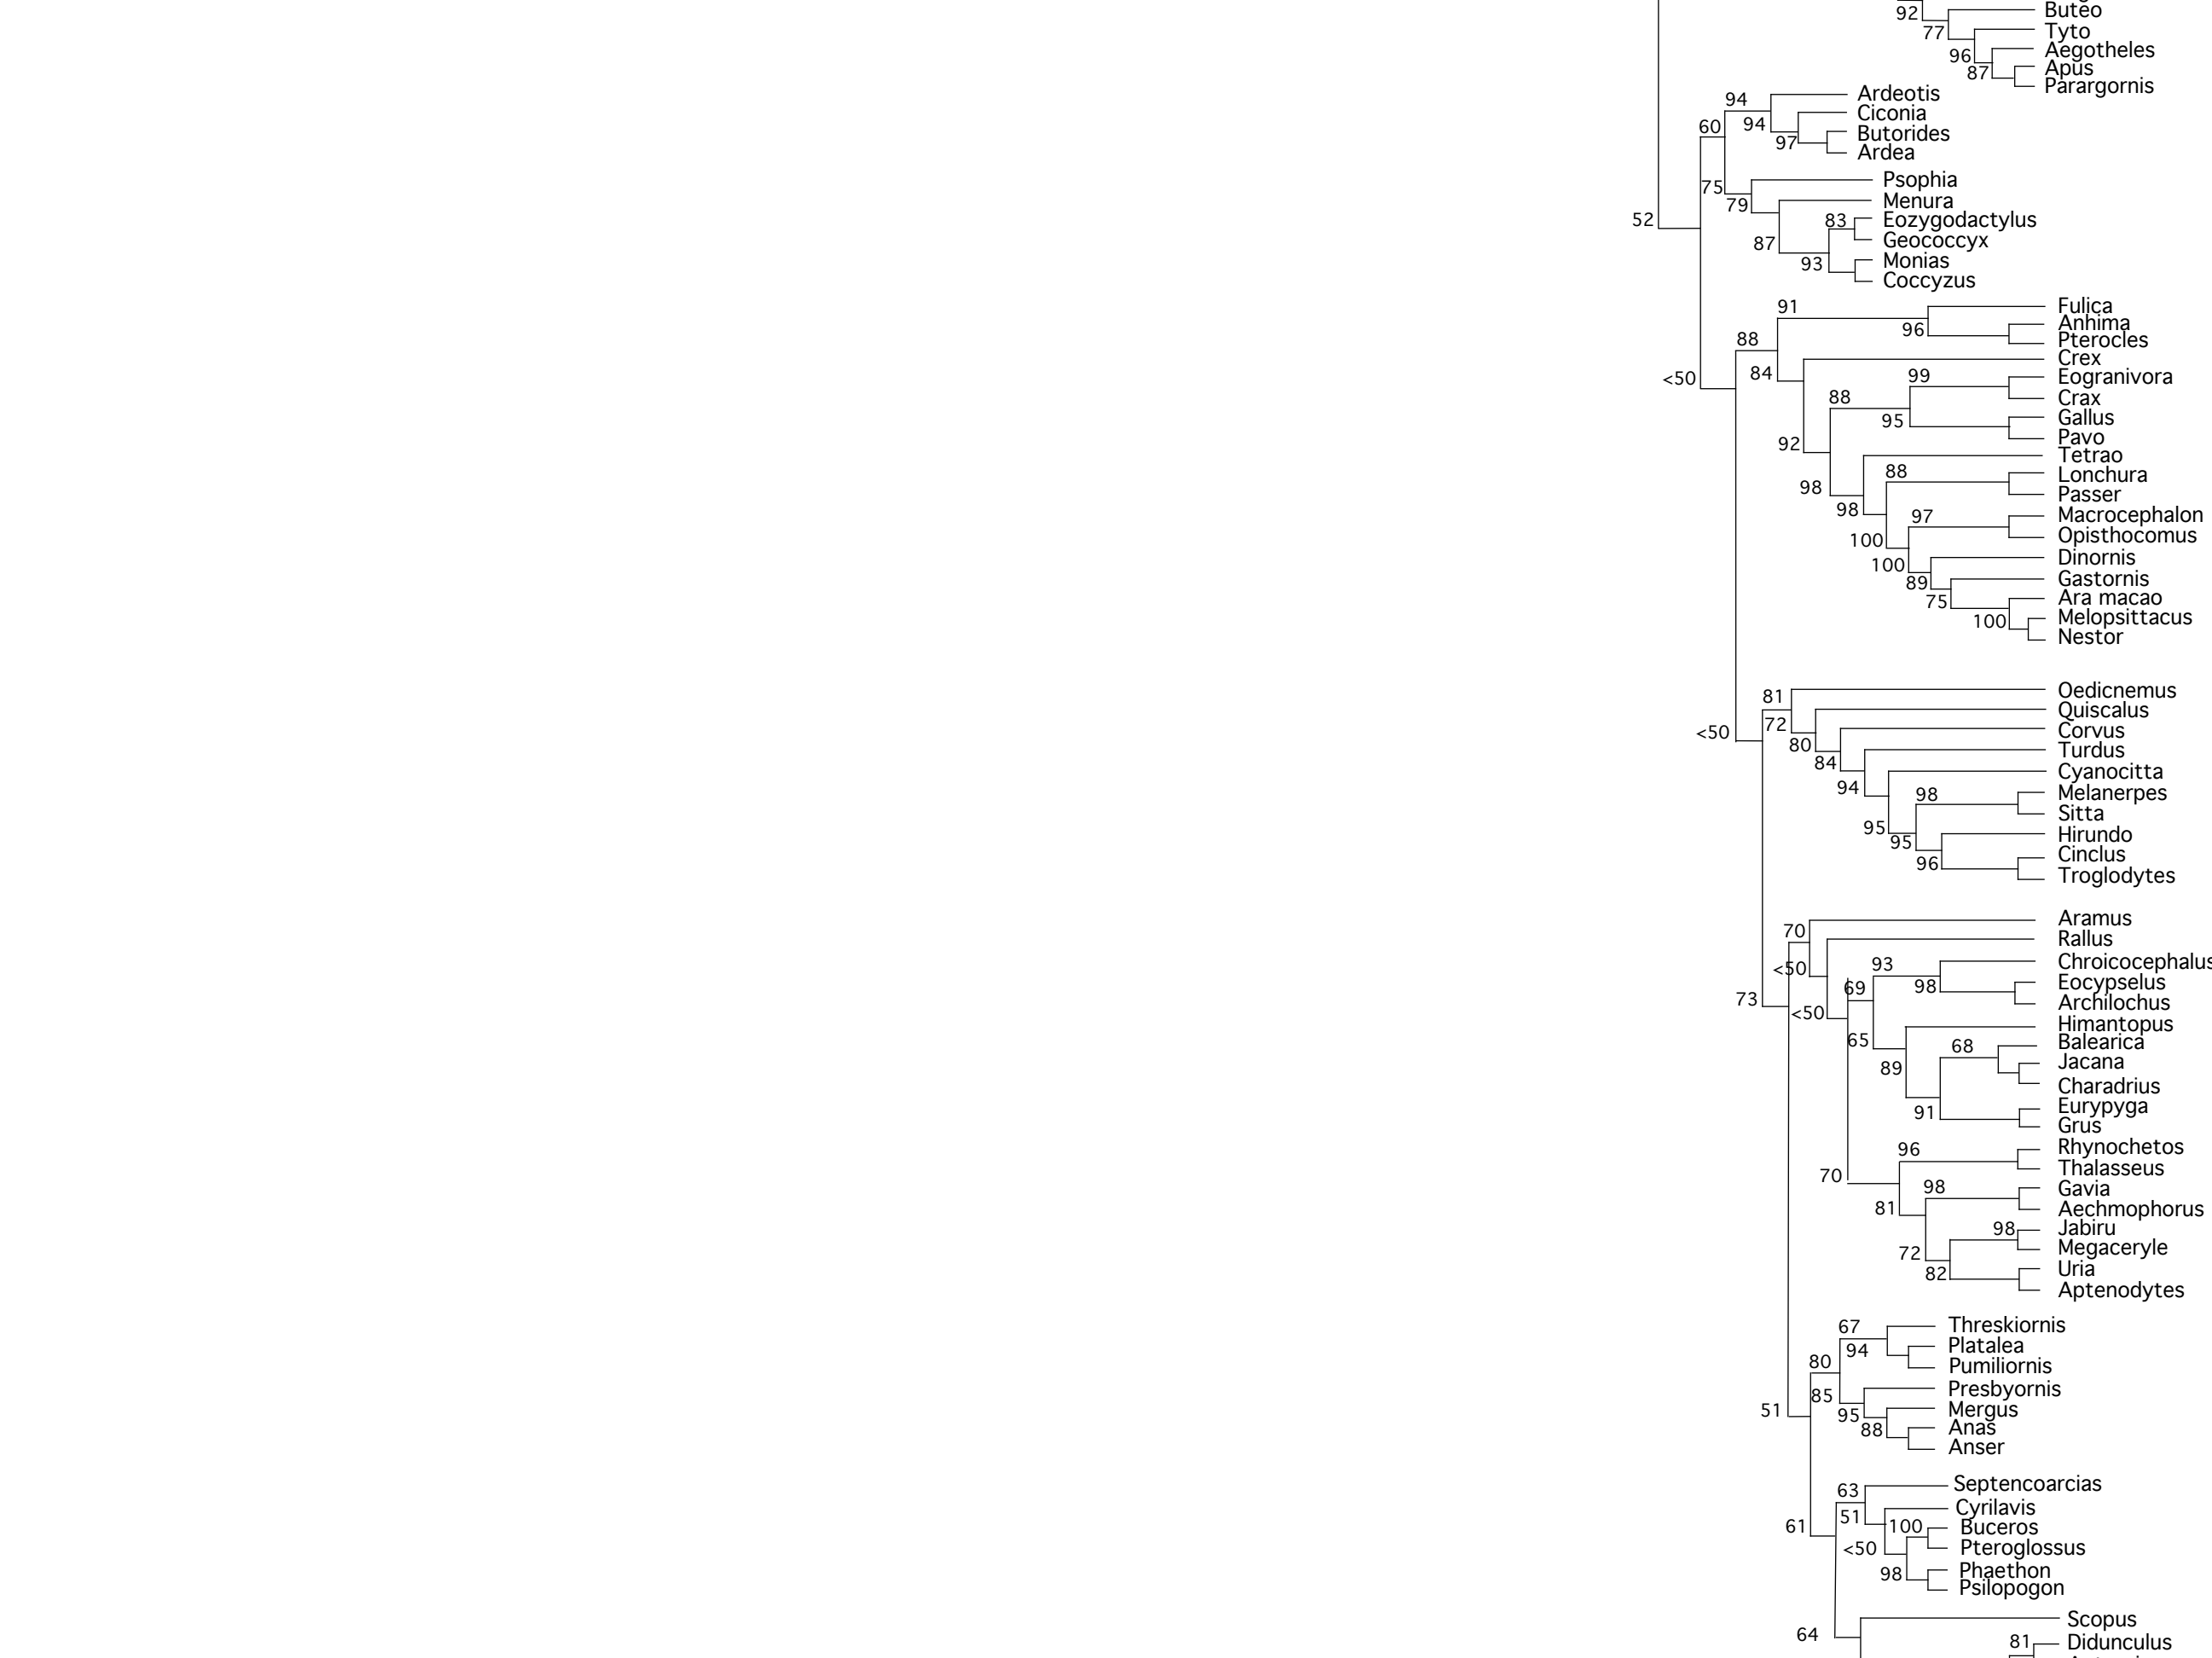 92
Buteo
77
Tyto
96
Aegotheles
87
Apus
Parargornis
94
Ardeotis
Ciconia
60
94
Butorides
97
Ardea
75
Psophia
79
Menura
52
83
Eozygodactylus
87
Geococcyx
93
Monias
Coccyzus
91
Fulica
96
Anhima
88
Pterocles
Crex
<50
84
99
Eogranivora
88
Crax
95
Gallus
92
Pavo
Tetrao
88
Lonchura
98
Passer
98
97
Macrocephalon
100
Opisthocomus
100
Dinornis
89
Gastornis
75
Ara macao
100
Melopsittacus
Nestor
81
Oedicnemus
72
Quiscalus
<50
80
Corvus
84
Turdus
94
Cyanocitta
98
Melanerpes
Sitta
95
95
Hirundo
96
Cinclus
Troglodytes
70
Aramus
Rallus
<50
93
Chroicocephalus
69
98
Eocypselus
73
<50
Archilochus
65
Himantopus
68
Balearica
89
Jacana
Charadrius
91
Eurypyga
Grus
96
Rhynochetos
70
Thalasseus
98
Gavia
81
Aechmophorus
98
Jabiru
72
Megaceryle
82
Uria
Aptenodytes
67
Threskiornis
94
Platalea
80
Pumiliornis
85
Presbyornis
51
95
Mergus
88
Anas
Anser
63
Septencoarcias
51
Cyrilavis
61
100
Buceros
<50
Pteroglossus
98
Phaethon
Psilopogon
64
Scopus
81
Didunculus